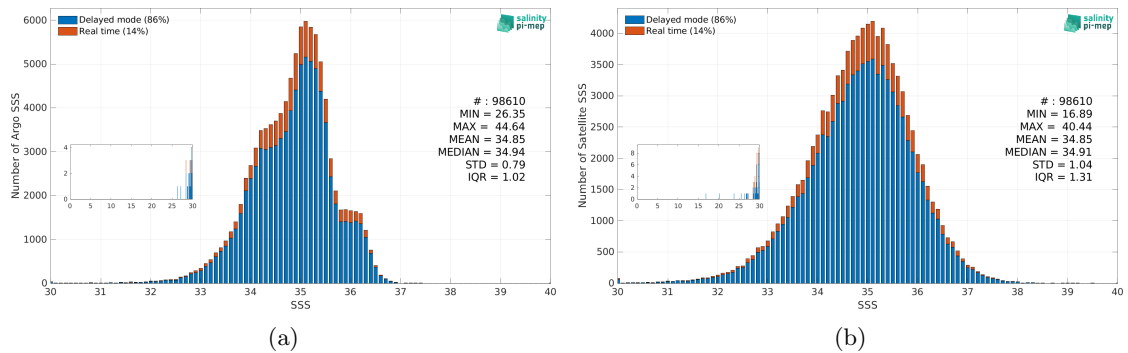 Delayed mode (86%)
Real time (14%)
salinity
pi-mep
Number of Argo SSS
6000
5000
4000
3000
2000
1000
0
# : 98610
MIN = 26.35
MAX = 44.64
MEAN = 34.85
MEDIAN = 34.94
STD = 0.79
IQR = 1.02
4
2
0
0 5 10 15 20 25 30
30 31 32 33 34 35 36 37 38 39 40
SSS
(a)
Delayed mode (86%)
Real time (14%)
salinity
pi-mep
Number of Satellite SSS
4000
3500
3000
2500
2000
1500
1000
500
0
# : 98610
MIN = 16.89
MAX = 40.44
MEAN = 34.85
MEDIAN = 34.91
STD = 1.04
IQR = 1.31
8
6
4
2
0
0 5 10 15 20 25 30
30 31 32 33 34 35 36 37 38 39 40
SSS
(b)